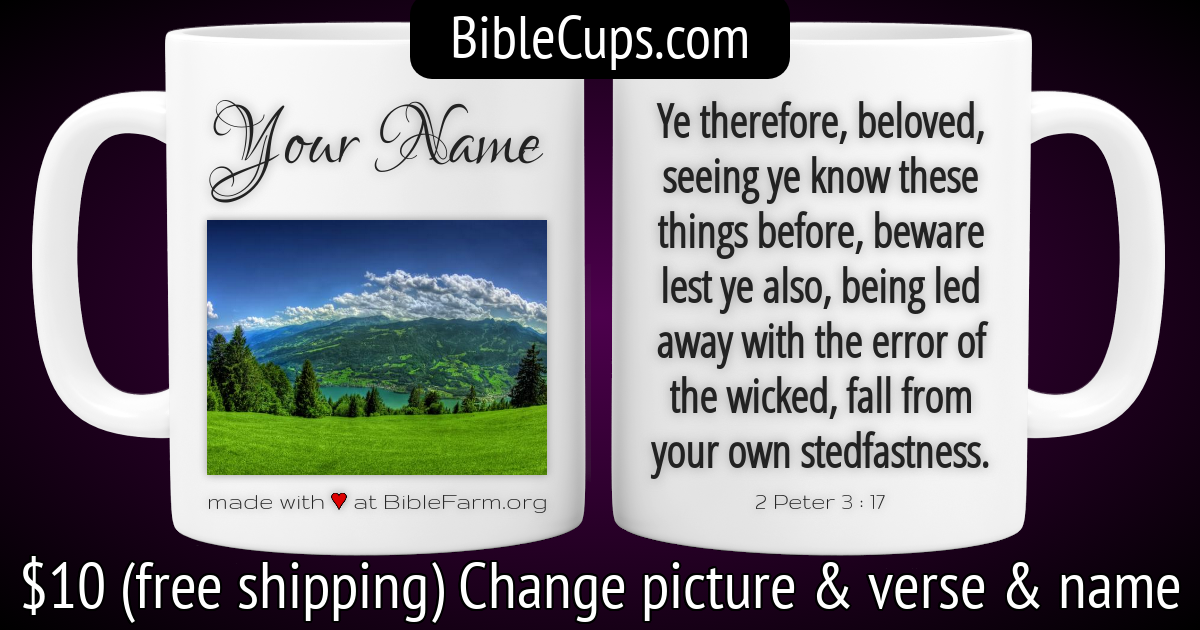 BibleCups.com
Your Name
made with ♥ at BibleFarm.org
Ye therefore, beloved,
seeing ye know these
things before, beware
lest ye also, being led
away with the error of
the wicked, fall from
your own stedfastness.
2 Peter 3 : 17
$10 (free shipping) Change picture & verse & name